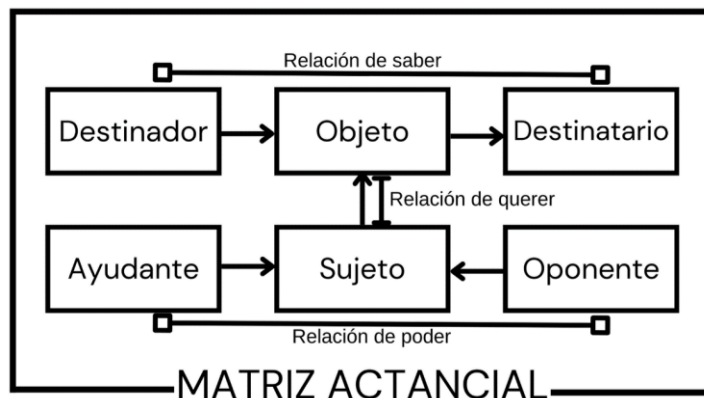 Relación de saber
Destinador
Objeto
Destinatario
Relación de querer
Ayudante
Sujeto
Oponente
Relación de poder
MATRIZ ACTANCIAL